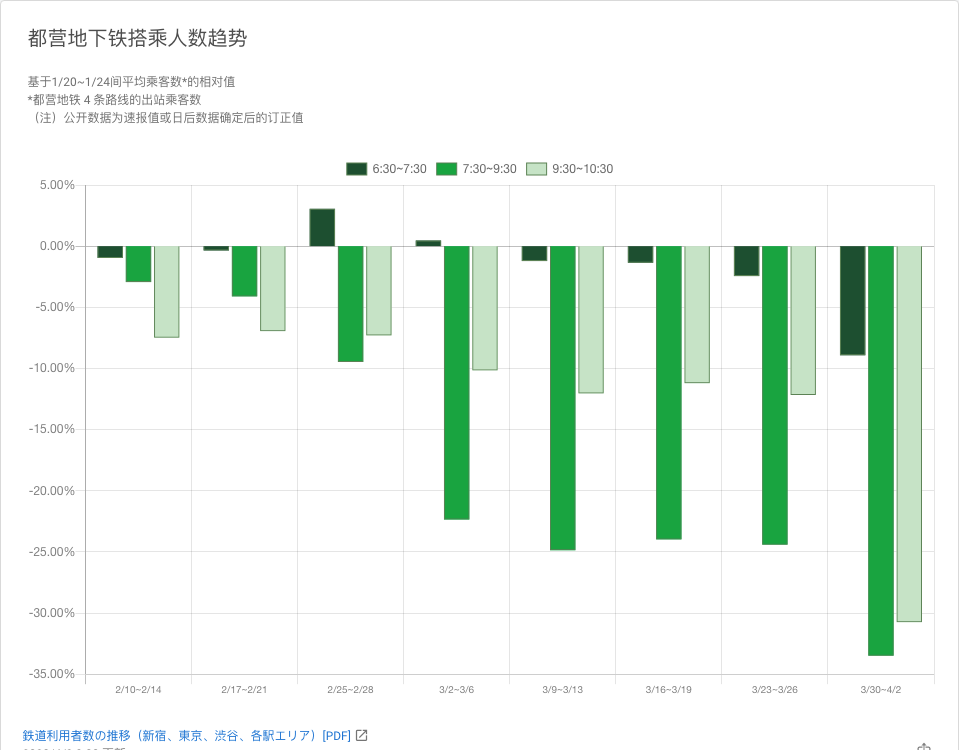 都营地下铁搭乘人数趋势
基于1/20~1/24间平均乘客数*的相对值
*都营地铁 4 条路线的出站乘客数
（注）公开数据为速报值或日后数据确定后的订正值
6:30~7:30 7:30~9:30 9:30~10:30
5.00%
0.00%
-5.00%
-10.00%
-15.00%
-20.00%
-25.00%
-30.00%
-35.00%
2/10~2/14 2/17~2/21 2/25~2/28 3/2~3/6 3/9~3/13 3/16~3/19 3/23~3/26 3/30~4/2
鉄道利用者数の推移（新宿、東京、渋谷、各駅エリア）[PDF]